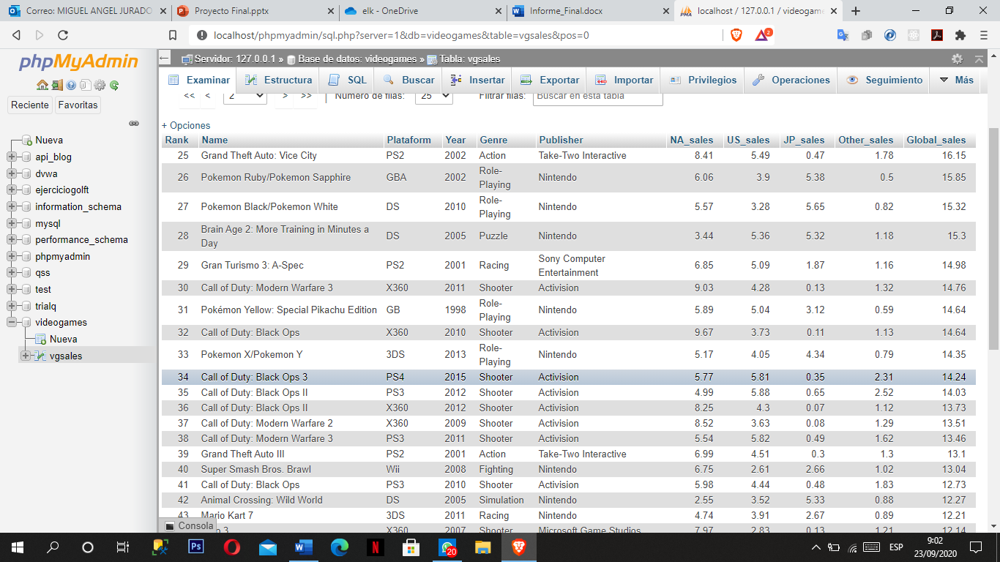 Correo: MIGUEL ANGEL JURADO
Proyecto Final.pptx
elk - OneDrive
Informe_Final.docx
localhost / 127.0.0.1 / videogame
localhost/phpmyadmin/sql.php?server=1&db=videogames&table=vgsales&pos=0
2
phpMyAdmin
Reciente Favoritas
Nueva
api_blog
dvwa
ejerciciogolft
information_schema
mysql
performance_schema
phpmyadmin
qss
test
trialq
videogames
Nueva
vgsales
Servidor: 127.0.0.1 » Base de datos: videogames » Tabla: vgsales
Examinar Estructura SQL Buscar Insertar Exportar Importar Privilegios Operaciones Seguimiento Más
<< < 2 > >> Número de filas: 25 Filtrar filas: Buscar en esta tabla
+ Opciones
Rank Name Plataform Year Genre Publisher NA_sales US_sales JP_sales Other_sales Global_sales
25 Grand Theft Auto: Vice City PS2 2002 Action Take-Two Interactive 8.41 5.49 0.47 1.78 16.15
26 Pokemon Ruby/Pokemon Sapphire GBA 2002 Role-
Playing Nintendo 6.06 3.9 5.38 0.5 15.85
27 Pokemon Black/Pokemon White DS 2010 Role-
Playing Nintendo 5.57 3.28 5.65 0.82 15.32
28 Brain Age 2: More Training in Minutes a
Day DS 2005 Puzzle Nintendo 3.44 5.36 5.32 1.18 15.3
29 Gran Turismo 3: A-Spec PS2 2001 Racing Sony Computer
Entertainment 6.85 5.09 1.87 1.16 14.98
30 Call of Duty: Modern Warfare 3 X360 2011 Shooter Activision 9.03 4.28 0.13 1.32 14.76
31 Pokémon Yellow: Special Pikachu Edition GB 1998 Role-
Playing Nintendo 5.89 5.04 3.12 0.59 14.64
32 Call of Duty: Black Ops X360 2010 Shooter Activision 9.67 3.73 0.11 1.13 14.64
33 Pokemon X/Pokemon Y 3DS 2013 Role-
Playing Nintendo 5.17 4.05 4.34 0.79 14.35
34 Call of Duty: Black Ops 3 PS4 2015 Shooter Activision 5.77 5.81 0.35 2.31 14.24
35 Call of Duty: Black Ops II PS3 2012 Shooter Activision 4.99 5.88 0.65 2.52 14.03
36 Call of Duty: Black Ops II X360 2012 Shooter Activision 8.25 4.3 0.07 1.12 13.73
37 Call of Duty: Modern Warfare 2 X360 2009 Shooter Activision 8.52 3.63 0.08 1.29 13.51
38 Call of Duty: Modern Warfare 3 PS3 2011 Shooter Activision 5.54 5.82 0.49 1.62 13.46
39 Grand Theft Auto III PS2 2001 Action Take-Two Interactive 6.99 4.51 0.3 1.3 13.1
40 Super Smash Bros. Brawl Wii 2008 Fighting Nintendo 6.75 2.61 2.66 1.02 13.04
41 Call of Duty: Black Ops PS3 2010 Shooter Activision 5.98 4.44 0.48 1.83 12.73
42 Animal Crossing: Wild World DS 2005 Simulation Nintendo 2.55 3.52 5.33 0.88 12.27
43 Mario Kart 7 3DS 2011 Racing Nintendo 4.74 3.91 2.67 0.89 12.21
3 X360 2007 Shooter Microsoft Game Studios 7.97 2.83 0.13 1.21 12.14
Consola
20
ESP
9:02
23/09/2020